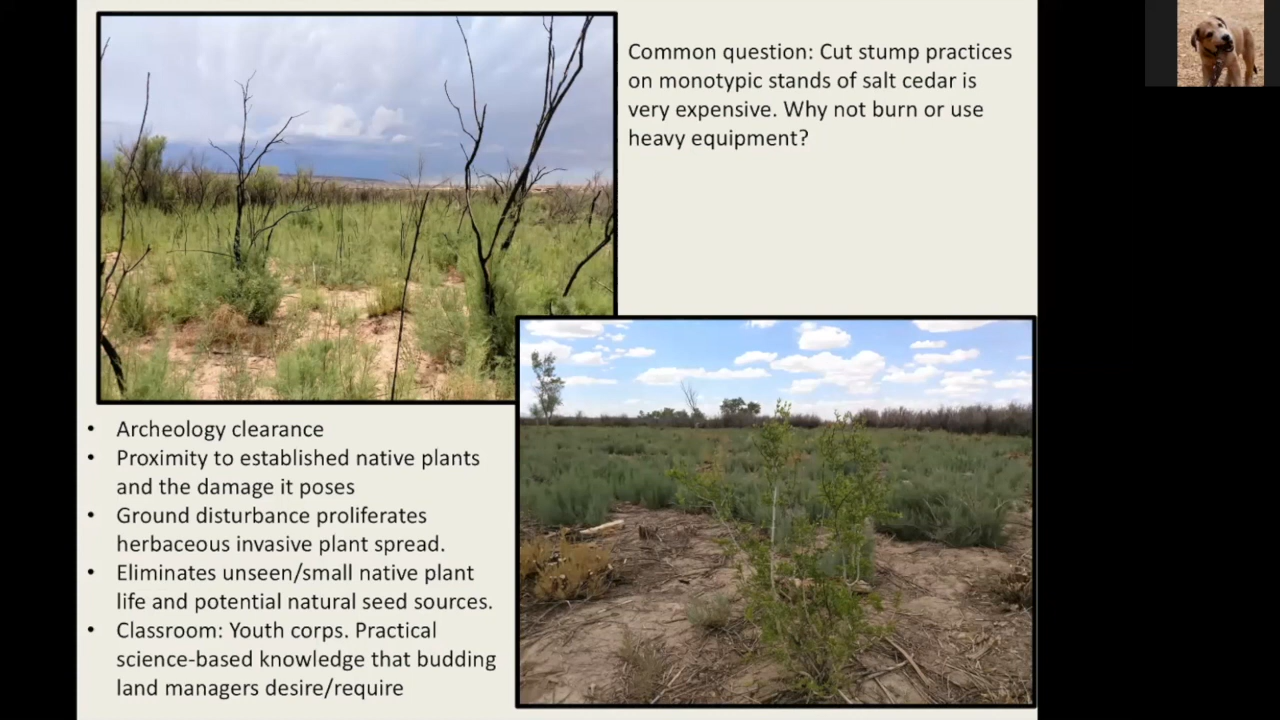 Common question: Cut stump practices
on monotypic stands of salt cedar is
very expensive. Why not burn or use
heavy equipment?
• Archeology clearance
• Proximity to established native plants
and the damage it poses
• Ground disturbance proliferates
herbaceous invasive plant spread.
• Eliminates unseen/small native plant
life and potential natural seed sources.
• Classroom: Youth corps. Practical
science-based knowledge that budding
land managers desire/require